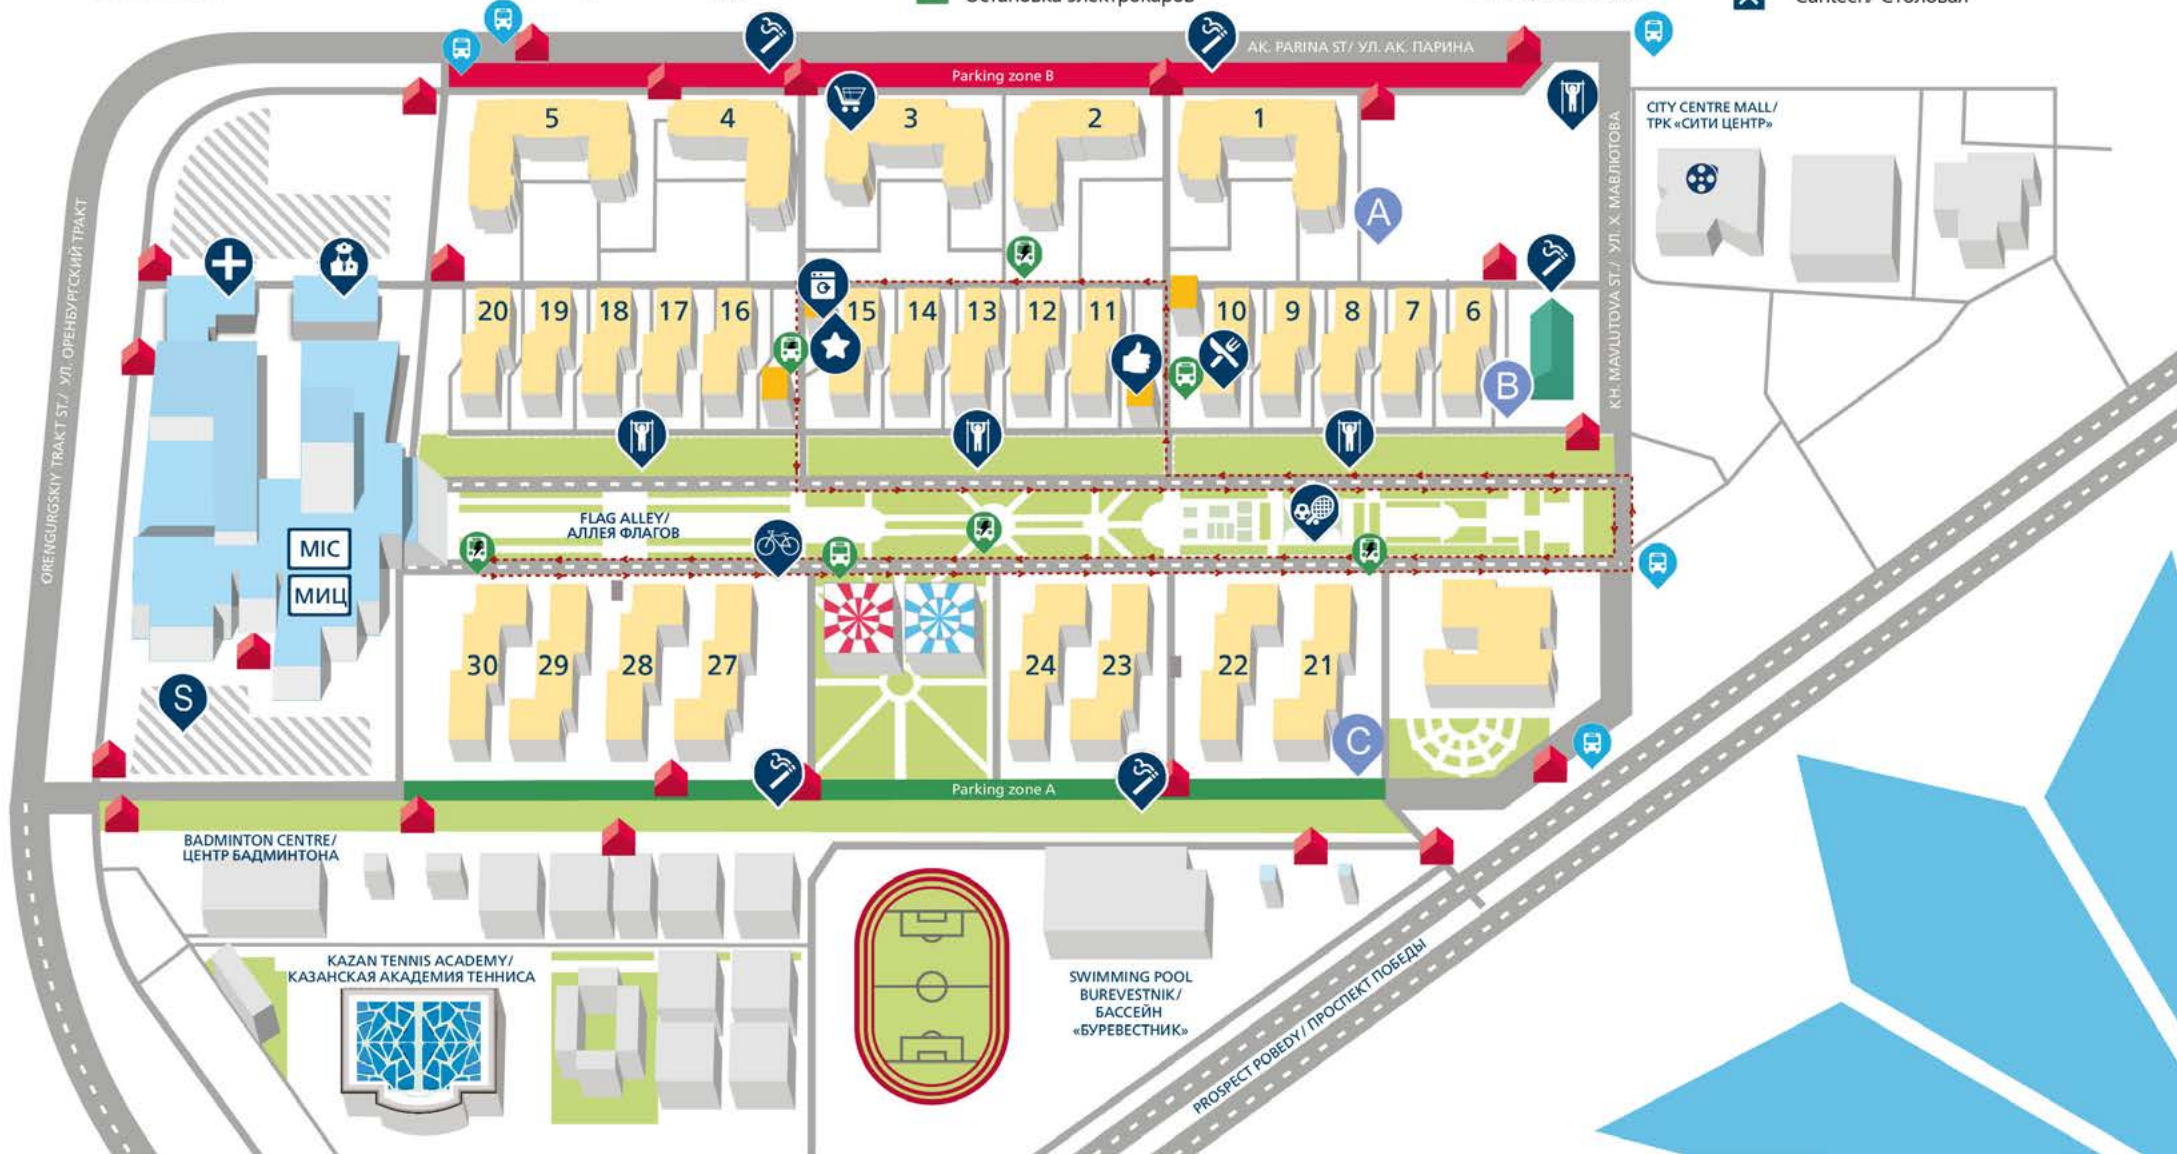 Остановка электрокаров
Canteen/ Столовая
AK. PARINA ST/ УЛ. АК. ПАРИНА
Parking zone B
CITY CENTRE MALL/
ТРК «СИТИ ЦЕНТР»
5
4
3
2
1
A
KH. MAVLUTOVA ST./ УЛ. Х. МАВЛЮТОВА
ORENGURGSKIY TRAKT ST./ УЛ. ОРЕНБУРГСКИЙ ТРАКТ
20
19
18
17
16
15
14
13
12
11
10
9
8
7
6
B
FLAG ALLEY/
АЛЛЕЯ ФЛАГОВ
MIC
МИЦ
30
29
28
27
24
23
22
21
S
C
Parking zone A
BADMINTON CENTRE/
ЦЕНТР БАДМИНТОНА
KAZAN TENNIS ACADEMY/
КАЗАНСКАЯ АКАДЕМИЯ ТЕННИСА
SWIMMING POOL
BUREVESTNIK/
БАССЕЙН
«БУРЕВЕСТНИК»
PROSPECT POBEDY/ ПРОСПЕКТ ПОБЕДЫ